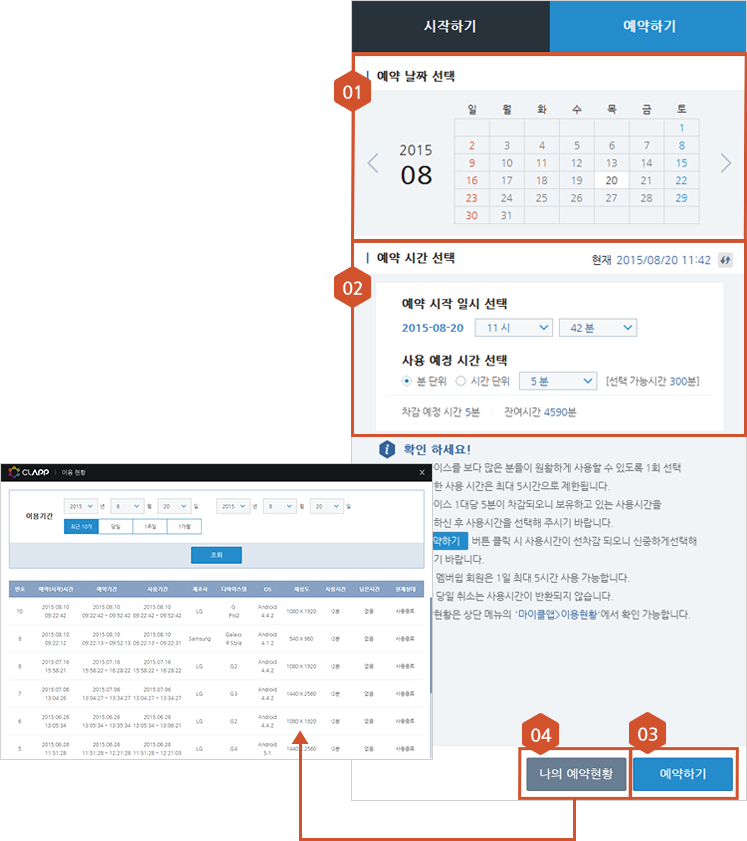 시작하기 예약하기
01
예약 날짜 선택
일 월 화 수 목 금 토
1
2 3 4 5 6 7 8
2015
08
9 10 11 12 13 14 15
16 17 18 19 20 21 22
23 24 25 26 27 28 29
30 31
02
예약 시간 선택 현재 2015/08/20 11:42
예약 시작 일시 선택
2015-08-20 11 시 42 분
사용 예정 시간 선택
분 단위 시간 단위 5 분 [선택 가능시간 300분]
차감 예정 시간 5분 잔여시간 4590분
확인 하세요!
이스를 보다 많은 분들이 원활하게 사용할 수 있도록 1회 선택
한 사용 시간은 최대 5시간으로 제한됩니다.
이스 1대당 5분이 차감되오니 보유하고 있는 사용시간을
하신 후 사용시간을 선택해 주시기 바랍니다.
약하기 버튼 클릭 시 사용시간이 선차감 되오니 신중하게선택해
기 바랍니다.
멤버쉽 회원은 1일 최대 5시간 사용 가능합니다.
당일 취소는 사용시간이 반환되지 않습니다.
현황은 상단 메뉴의 '마이클앱>이용현황'에서 확인 가능합니다.
CLAPP 이용 현황 ×
이용기간
2015 년 8 월 20 일 2015 년 8 월 20 일
최근 10개 당일 1주일 1개월
조회
번호 예약(시작)시간 예약기간 사용기간 제조사 디바이스명 OS 해상도 사용시간 남은시간 현재상태
10 2015.08.10 09:22:42 2015.08.10 09:22:42 ~ 09:52:42 2015.08.10 09:22:42 ~ 09:52:42 LG G Pro2 Android 4.4.2 1080 X 1920 -2분 없음 사용종료
9 2015.08.10 09:22:12 2015.08.10 09:22:13 ~ 09:52:13 2015.08.10 09:22:13 ~ 09:22:31 Samsung Galaxy P Style Android 4.1.2 540 X 960 -2분 없음 사용종료
8 2015.07.16 15:58:21 2015.07.16 15:58:22 ~ 16:28:22 2015.07.16 15:58:22 ~ 16:28:22 LG G2 Android 4.4.2 1080 X 1920 -2분 없음 사용종료
7 2015.07.06 13:04:26 2015.07.06 13:04:27 ~ 13:34:27 2015.07.06 13:04:27 ~ 13:34:27 LG G3 Android 4.4.2 1440 X 2560 -2분 없음 사용종료
6 2015.06.26 13:05:34 2015.06.26 13:05:34 ~ 13:35:34 2015.06.26 13:05:34 ~ 13:06:21 LG G2 Android 4.4.2 1080 X 1920 -2분 없음 사용종료
5 2015.06.26 11:51:28 2015.06.26 11:51:28 ~ 12:21:28 2015.06.26 11:51:28 ~ 12:21:03 LG G4 Android 5.1 1440 X 2560 -2분 없음 사용종료
04 03
나의 예약현황 예약하기